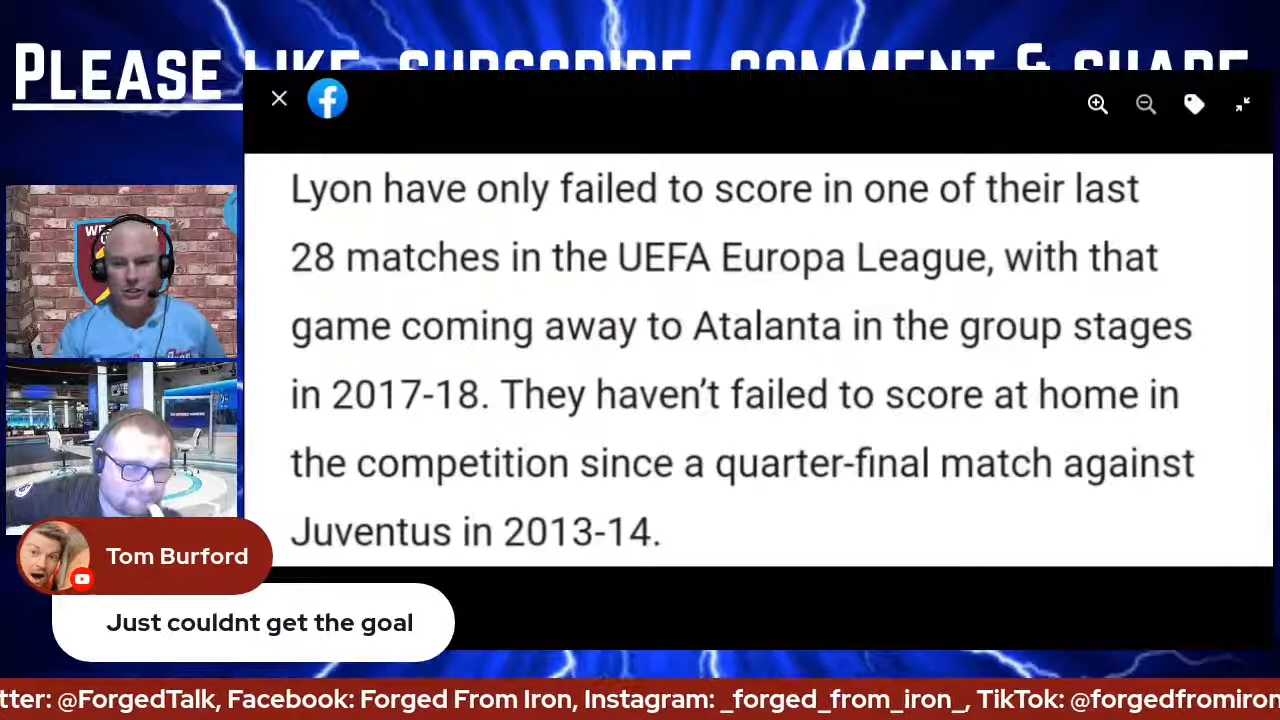 PLEASE LIKE, SUBSCRIBE, COMMENT & SHARE
Lyon have only failed to score in one of their last
28 matches in the UEFA Europa League, with that
game coming away to Atalanta in the group stages
in 2017-18. They haven’t failed to score at home in
the competition since a quarter-final match against
Juventus in 2013-14.
Tom Burford
Just couldnt get the goal
tter: @ForgedTalk, Facebook: Forged From Iron, Instagram: _forged_from_iron_, TikTok: @forgedfromiron